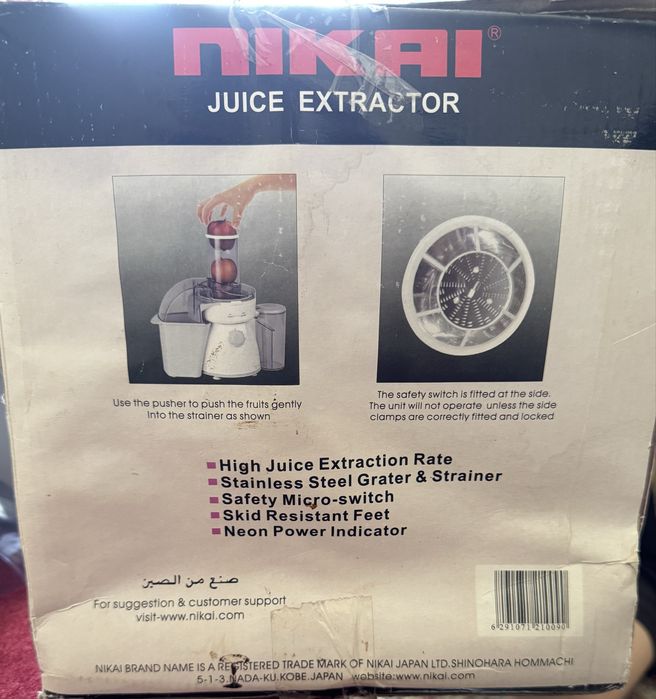 NIKAI®
JUICE EXTRACTOR
Use the pusher to push the fruits gently
Into the strainer as shown
The safety switch is fitted at the side.
The unit will not operate unless the side
clamps are correctly fitted and locked
High Juice Extraction Rate
Stainless Steel Grater & Strainer
Safety Micro-switch
Skid Resistant Feet
Neon Power Indicator
صنع من الصين
For suggestion & customer support
visit-www.nikai.com
6 291071 210090
NIKAI BRAND NAME IS A REGISTERED TRADE MARK OF NIKAI JAPAN LTD.SHINOHARA HOMMACHI
5-1-3.NADA-KU.KOBE.JAPAN website:www.nikai.com